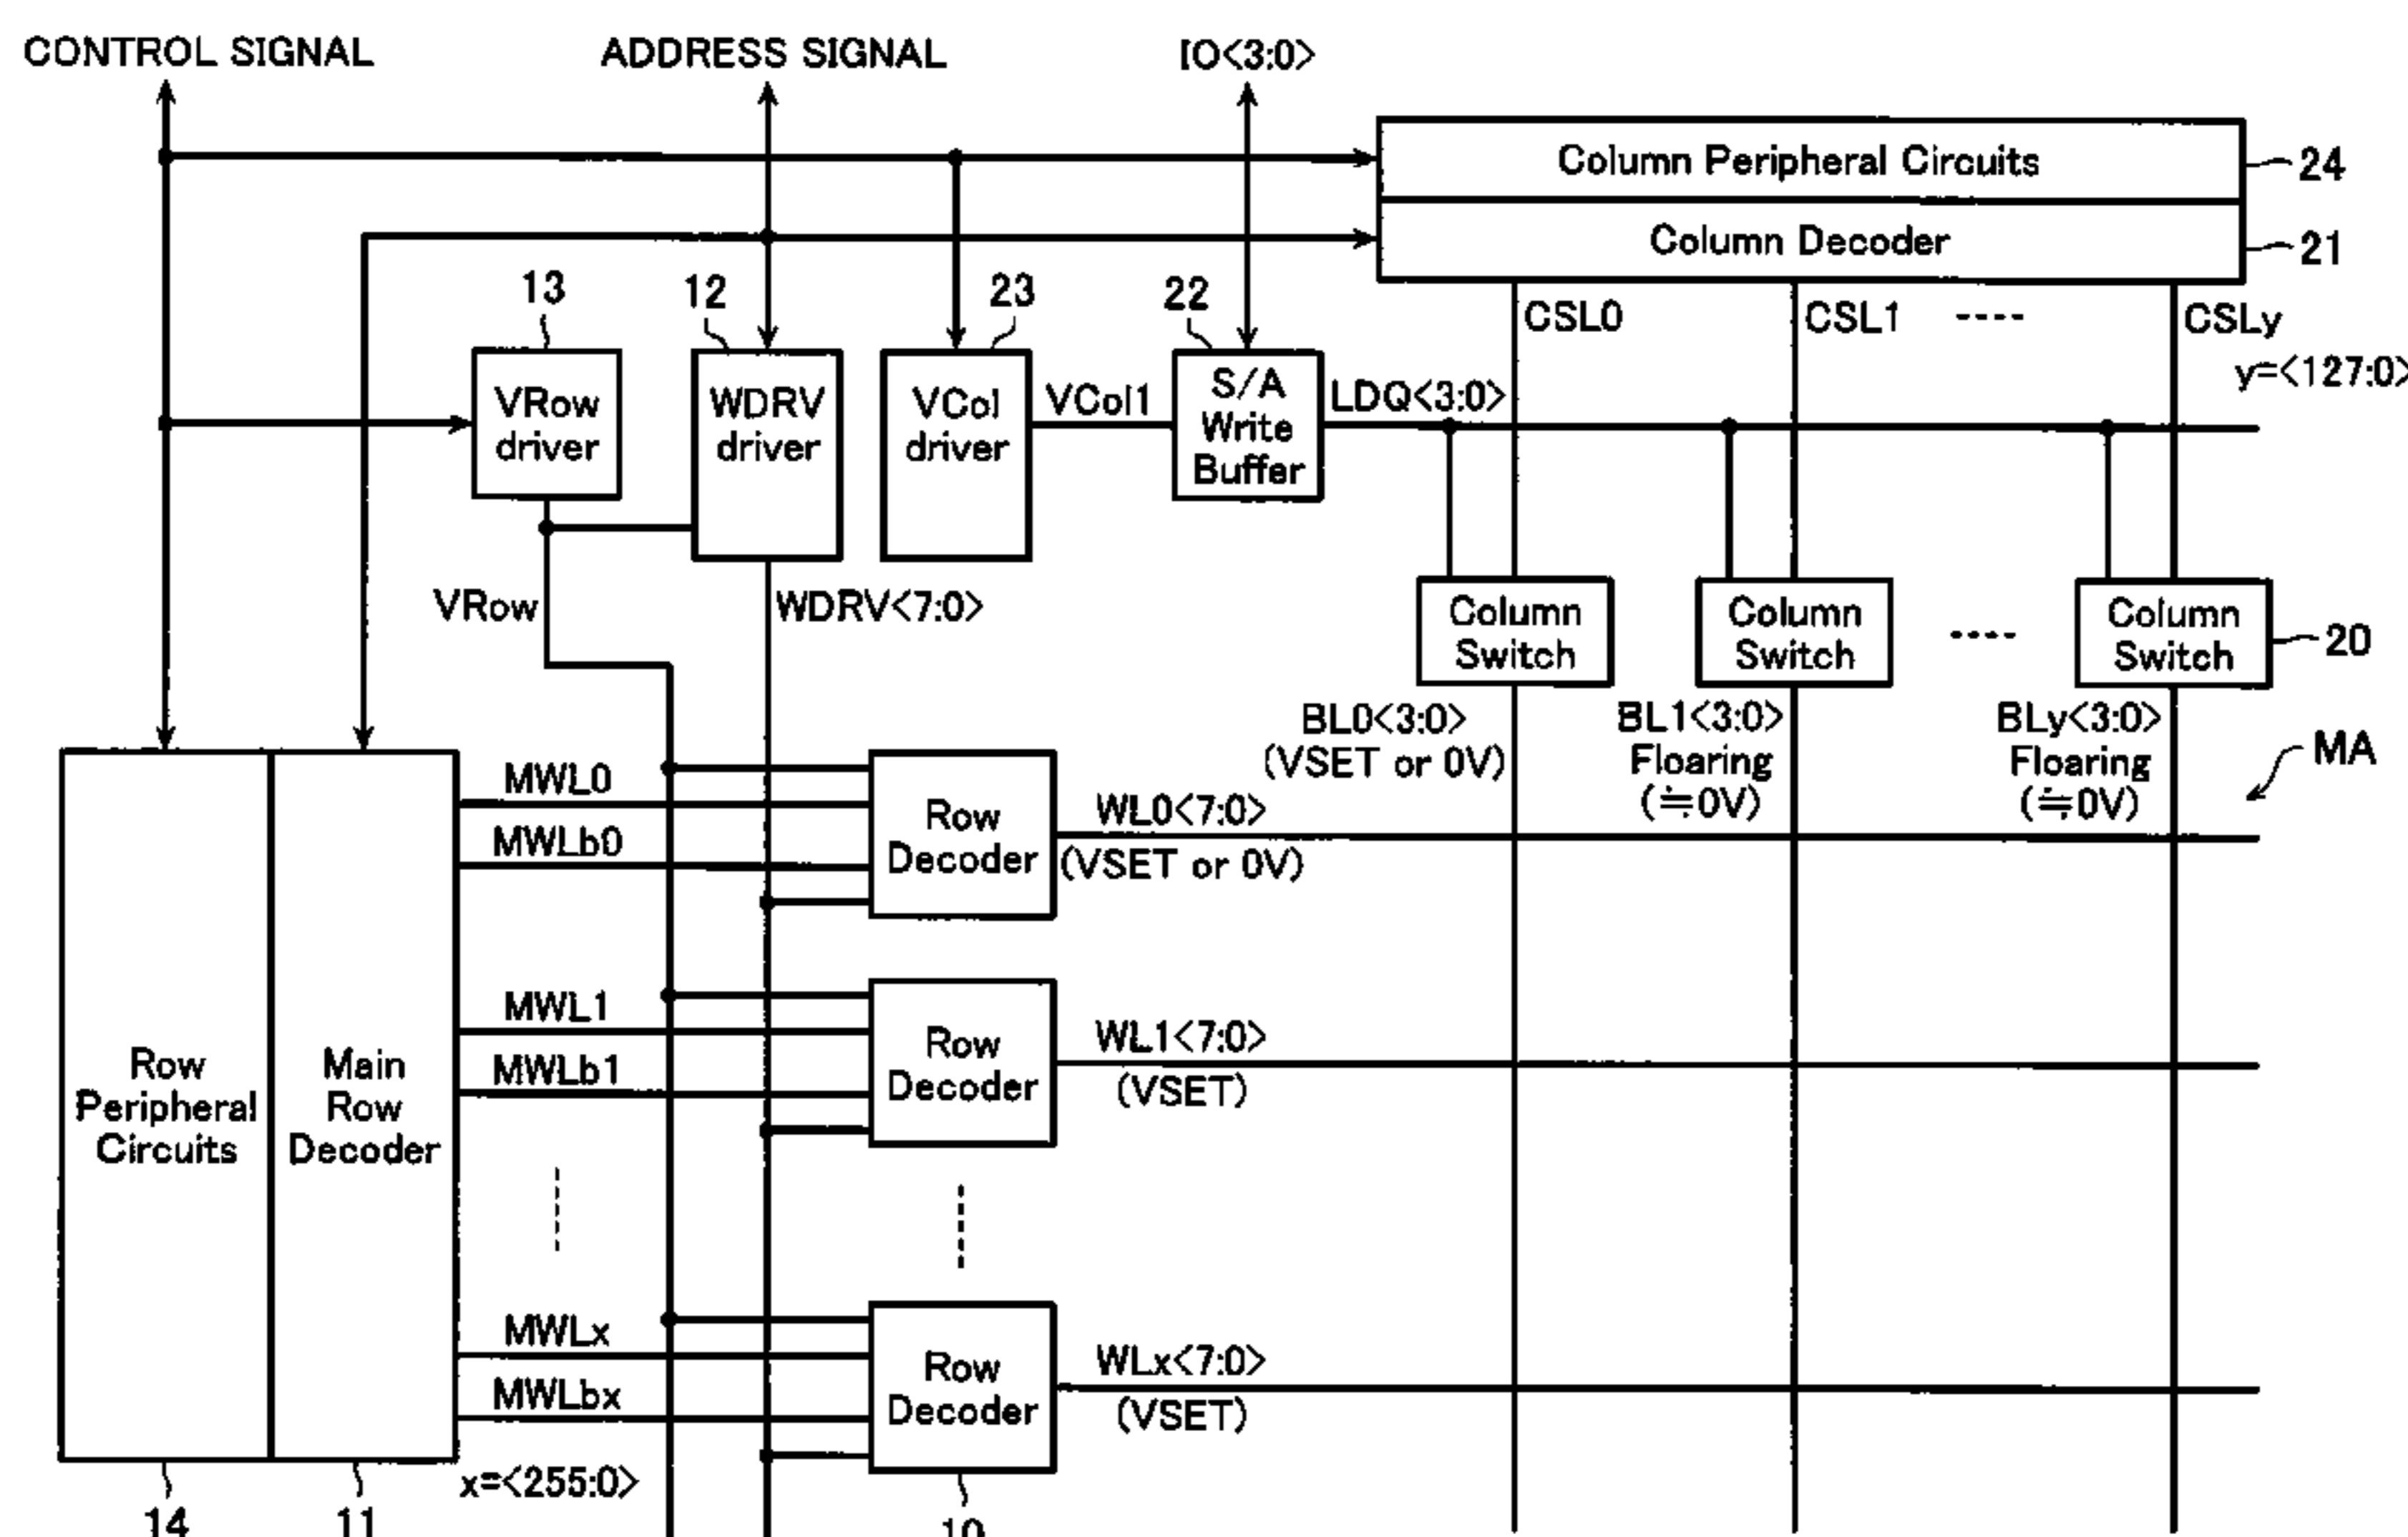 CONTROL SIGNAL
ADDRESS SIGNAL
IO<3:0>
Column Peripheral Circuits
24
Column Decoder
21
13
12
23
22
CSL0
CSL1
CSLy
y=<127:0>
VRow
driver
WDRV
driver
VCol
driver
VCol1
S/A
Write
Buffer
LDQ<3:0>
VRow
WDRV<7:0>
Column
Switch
Column
Switch
Column
Switch
20
BL0<3:0>
(VSET or 0V)
BL1<3:0>
Floaring
(≒0V)
BLy<3:0>
Floaring
(≒0V)
MA
MWL0
MWLb0
Row
Decoder
WL0<7:0>
(VSET or 0V)
MWL1
MWLb1
Row
Decoder
WL1<7:0>
(VSET)
Row
Peripheral
Circuits
Main
Row
Decoder
MWLx
MWLbx
Row
Decoder
WLx<7:0>
(VSET)
x=<255:0>
14
11
10